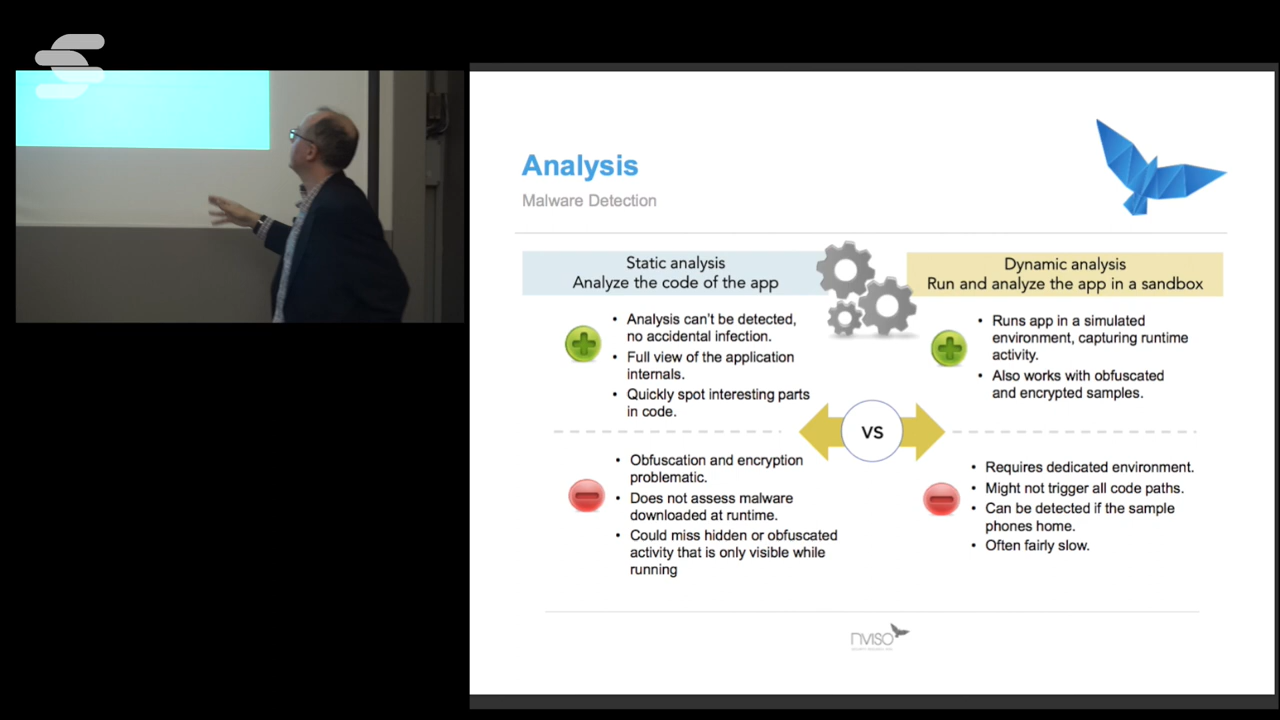 Analysis
Malware Detection
Static analysis
Analyze the code of the app
Dynamic analysis
Run and analyze the app in a sandbox
• Analysis can't be detected,
no accidental infection.
• Full view of the application
internals.
• Quickly spot interesting parts
in code.
• Runs app in a simulated
environment, capturing runtime
activity.
• Also works with obfuscated
and encrypted samples.
VS
• Obfuscation and encryption
problematic.
• Does not assess malware
downloaded at runtime.
• Could miss hidden or obfuscated
activity that is only visible while
running
• Requires dedicated environment.
• Might not trigger all code paths.
• Can be detected if the sample
phones home.
• Often fairly slow.
NVISO